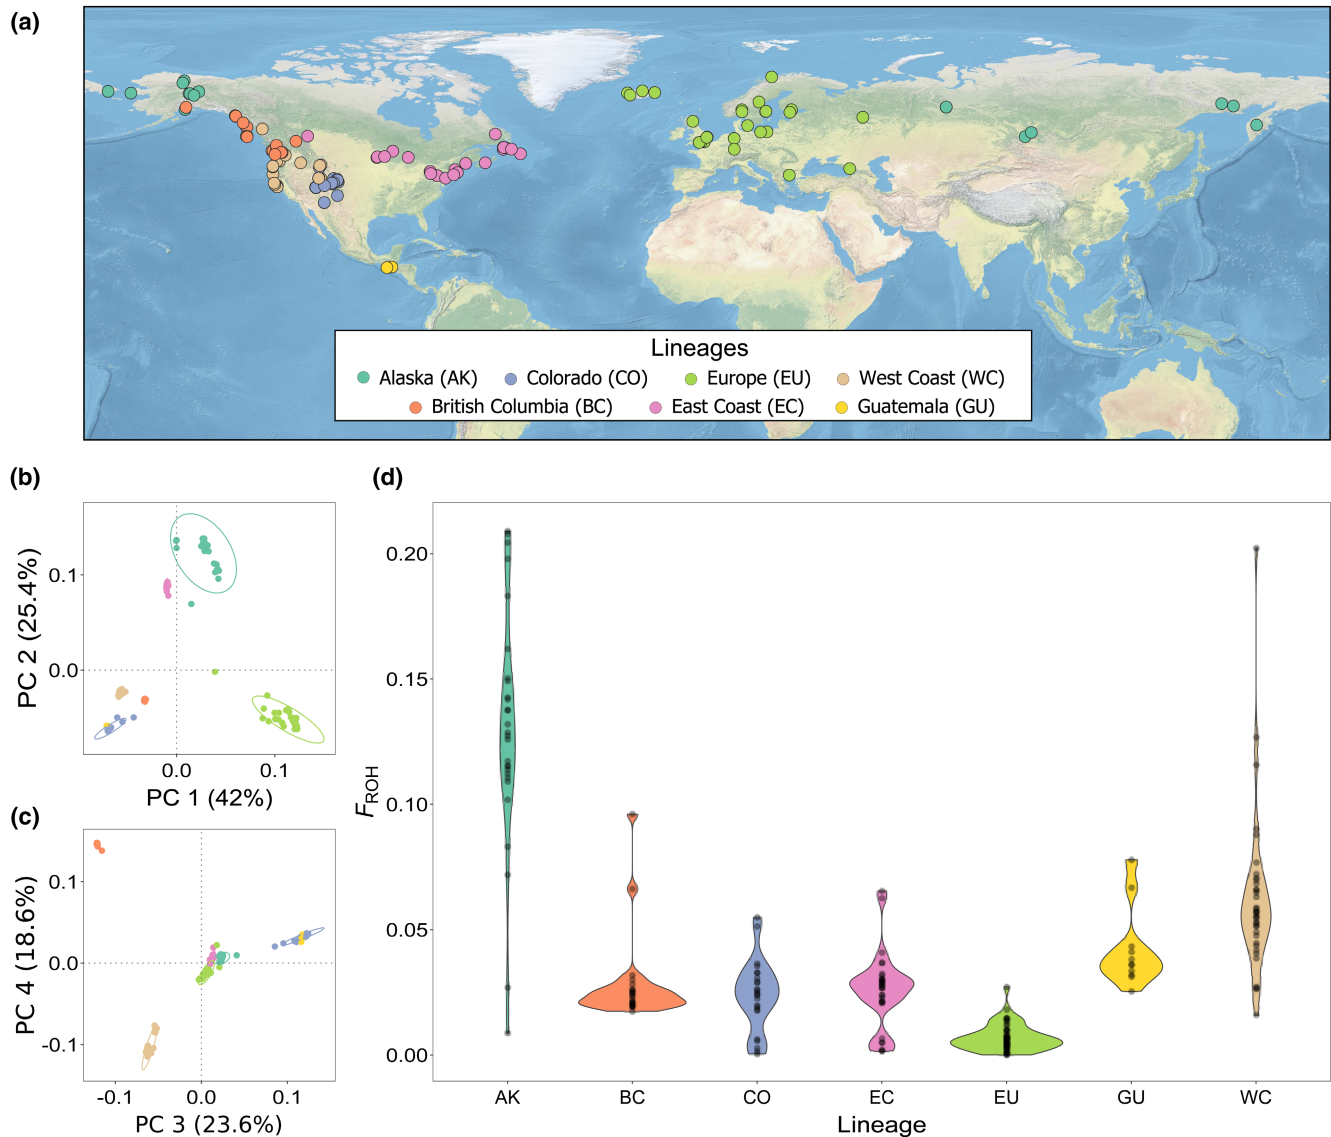 (a)
Lineages
Alaska (AK) Colorado (CO) Europe (EU) West Coast (WC)
British Columbia (BC) East Coast (EC) Guatemala (GU)
(b)
PC 2 (25.4%)
0.1
0.0
0.0 0.1
PC 1 (42%)
(c)
PC 4 (18.6%)
0.1
0.0
-0.1
-0.1 0.0 0.1
PC 3 (23.6%)
(d)
FROH
0.20
0.15
0.10
0.05
0.00
AK BC CO EC EU GU WC
Lineage